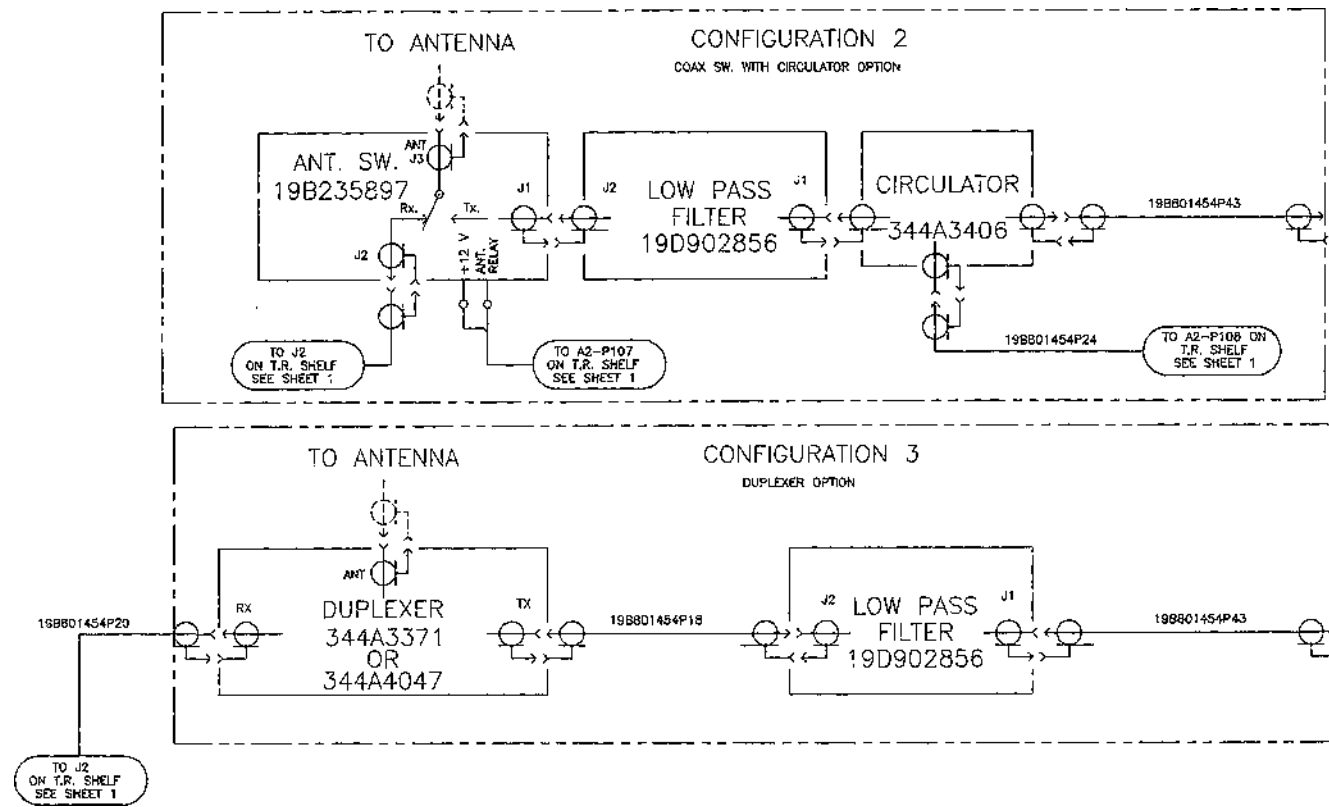 TO ANTENNA
CONFIGURATION 2
COAX SW. WITH CIRCULATOR OPTION
ANT. SW.
19B235897
ANT
J3
Rx.
Tx.
J1
J2
+12 V
ANT.
RELAY
J2
LOW PASS
FILTER
19D902856
J1
CIRCULATOR
344A3406
19B801454P43
TO J2
ON T.R. SHELF
SEE SHEET 1
TO A2-P107
ON T.R. SHELF
SEE SHEET 1
19B801454P24
TO A2-P108 ON
T.R. SHELF
SEE SHEET 1
TO ANTENNA
CONFIGURATION 3
DUPLEXER OPTION
ANT
19B801454P20
RX
DUPLEXER
344A3371
OR
344A4047
TX
19B801454P18
J2
LOW PASS
FILTER
19D902856
J1
19B801454P43
TO J2
ON T.R. SHELF
SEE SHEET 1